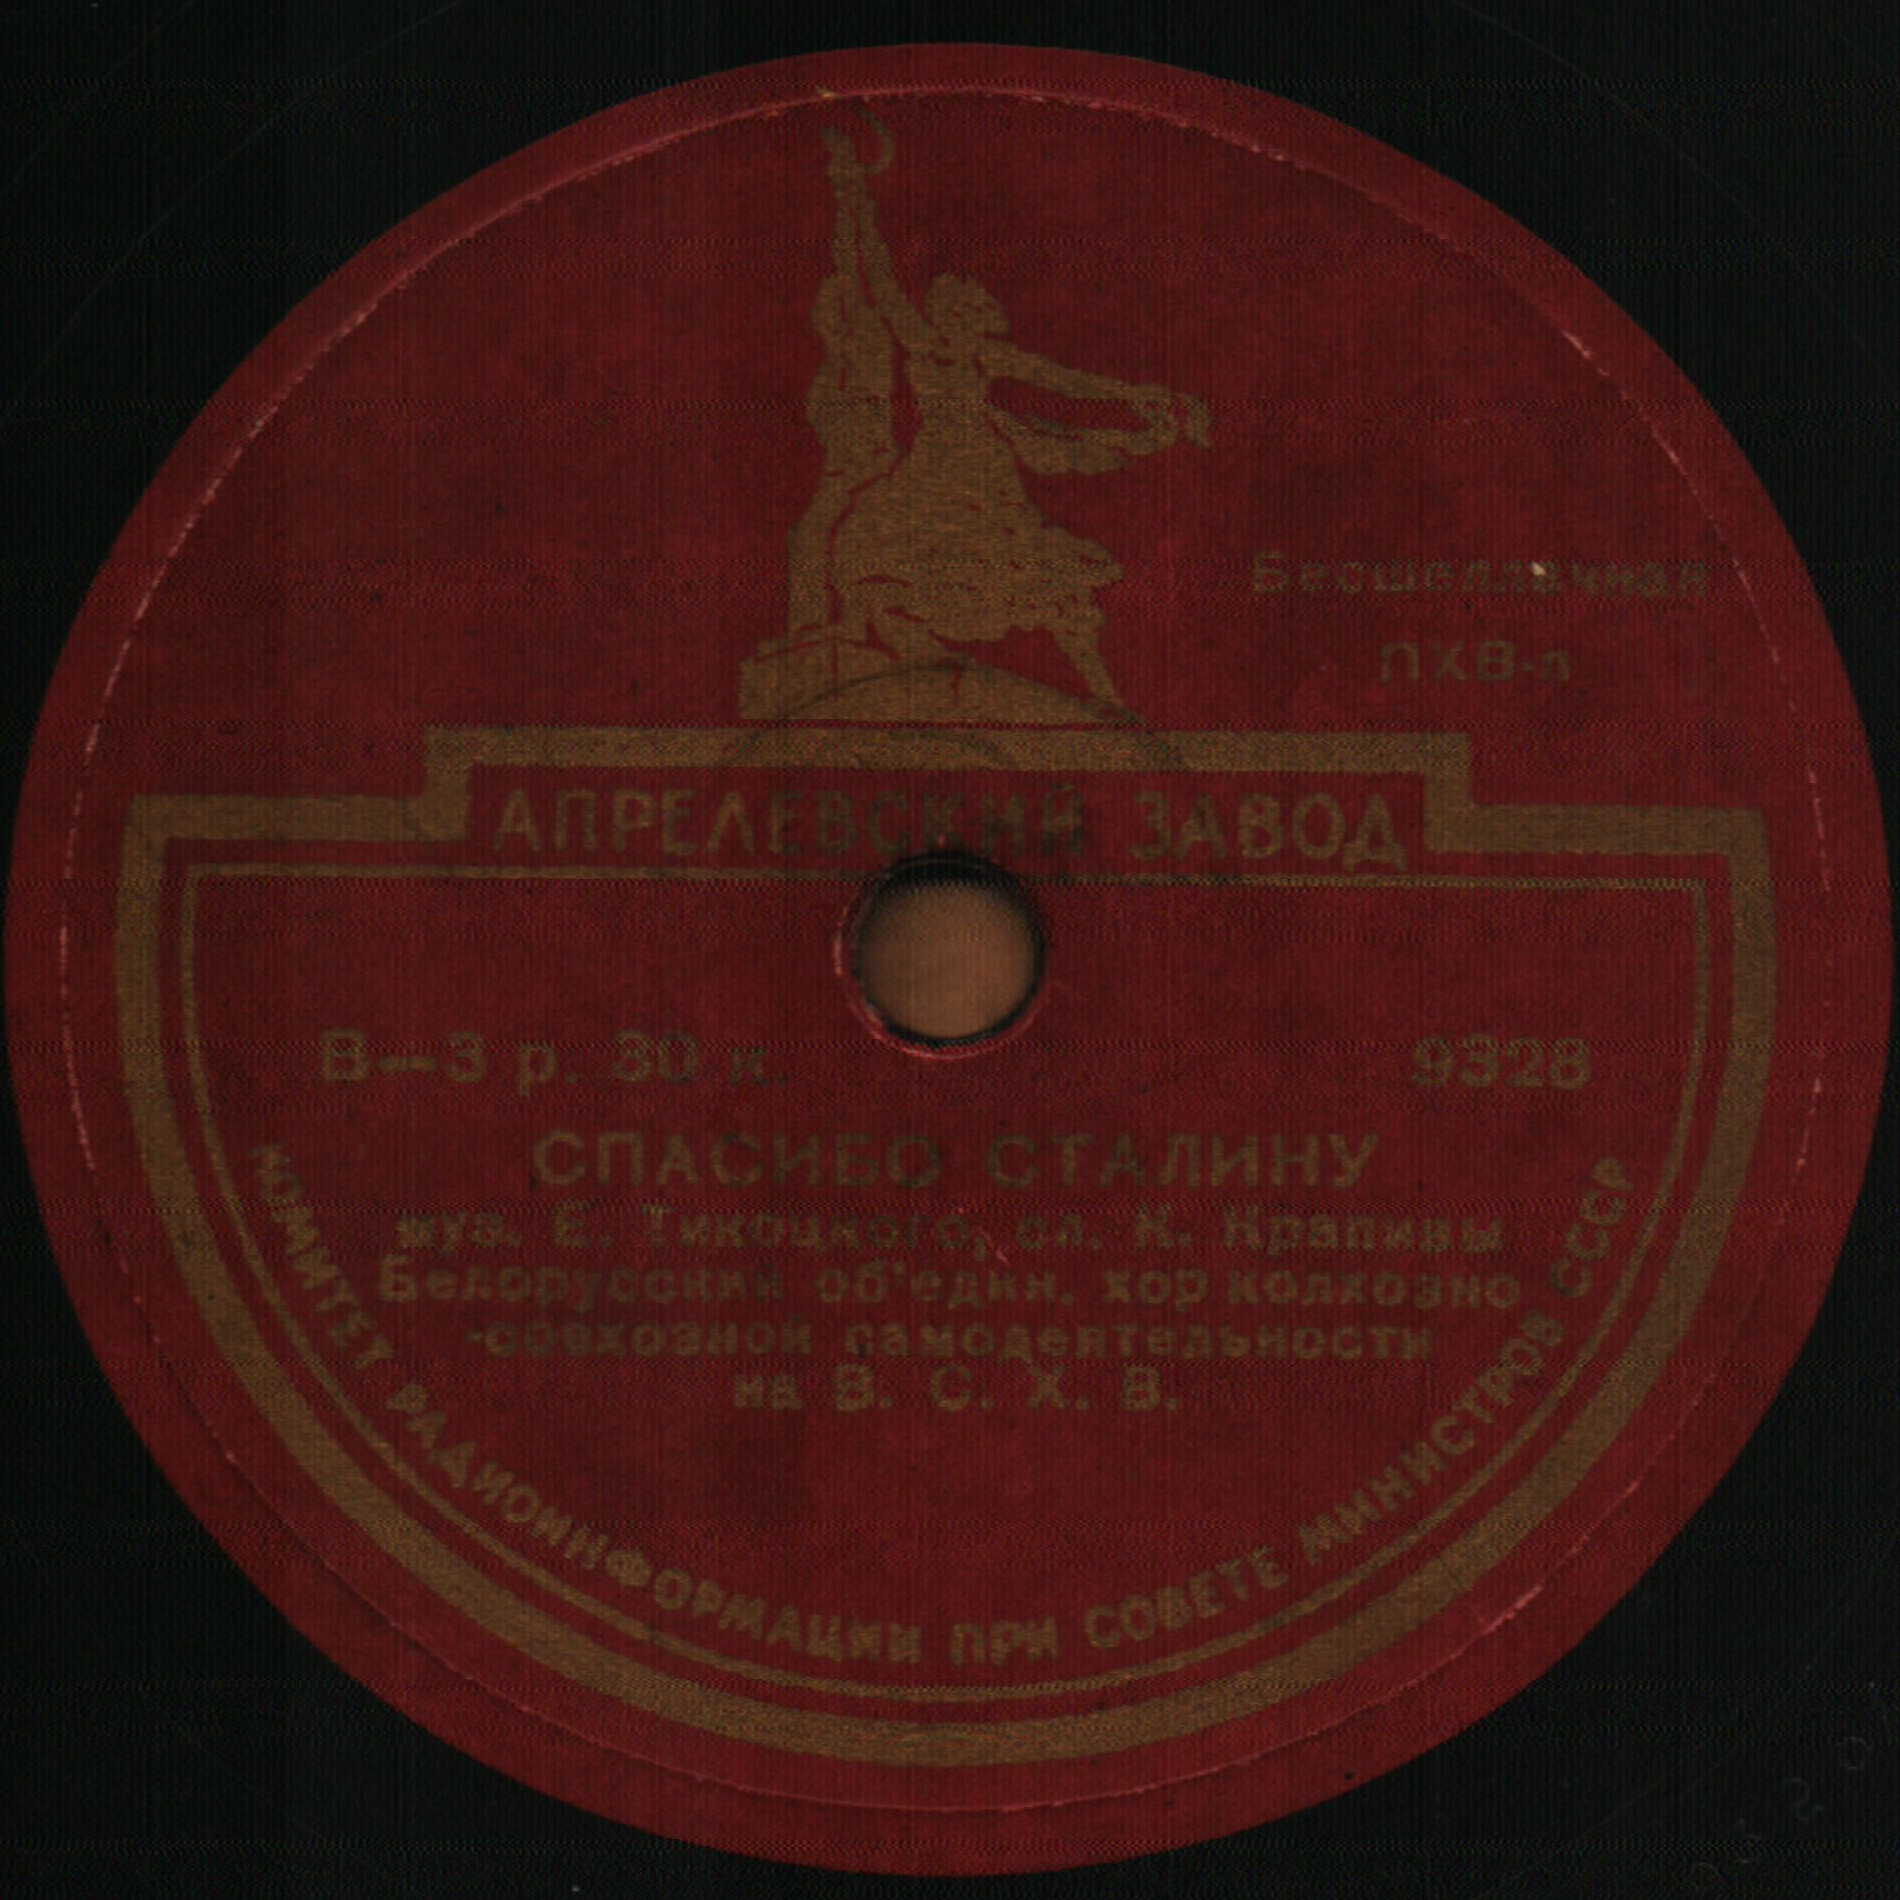 Бесшеллачная
ПХВ-л
АПРЕЛЕВСКИЙ ЗАВОД
В—3 р. 30 к.
9328
СПАСИБО СТАЛИНУ
муз. Е. Тикоцкого, сл. К. Крапивы
Белорусский об'един. хор колхозно
-совхозной самодеятельности
на В. С. Х. В.
КОМИТЕТ РАДИОИНФОРМАЦИИ ПРИ СОВЕТЕ МИНИСТРОВ СССР